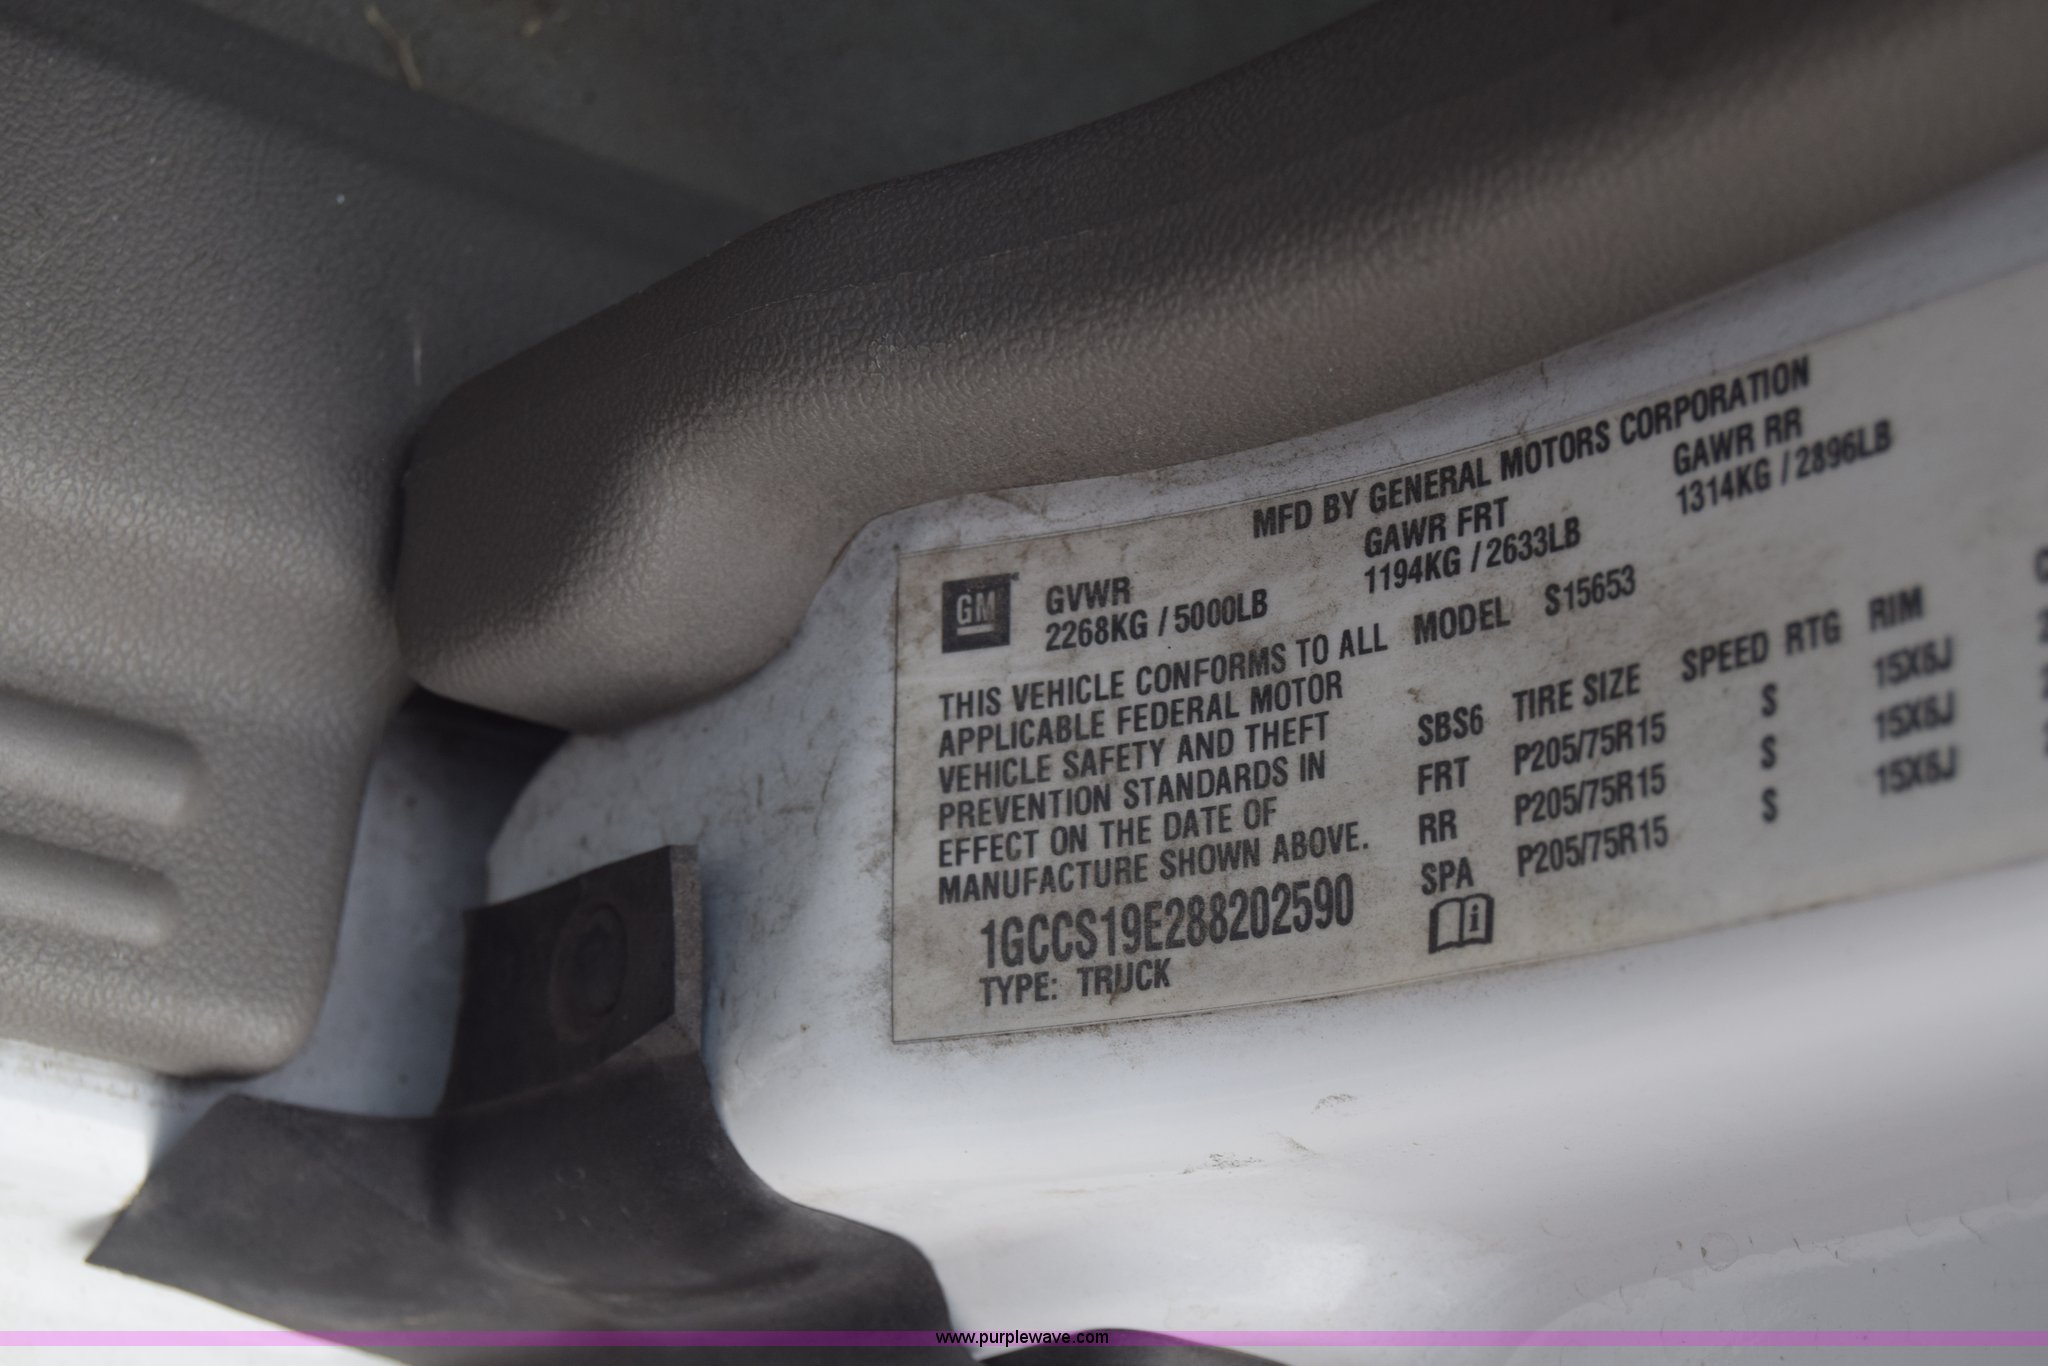 MFD BY GENERAL MOTORS CORPORATION
GM GVWR GAWR FRT GAWR RR
2268KG / 5000LB 1194KG / 2633LB 1314KG / 2896LB
THIS VEHICLE CONFORMS TO ALL
APPLICABLE FEDERAL MOTOR
VEHICLE SAFETY AND THEFT
PREVENTION STANDARDS IN
EFFECT ON THE DATE OF
MANUFACTURE SHOWN ABOVE.
1GCCS19E288202590
TYPE: TRUCK
MODEL S15653
SBS6 TIRE SIZE SPEED RTG RIM
FRT P205/75R15 S 15X6J
RR P205/75R15 S 15X6J
SPA P205/75R15 S 15X6J
www.purplewave.com